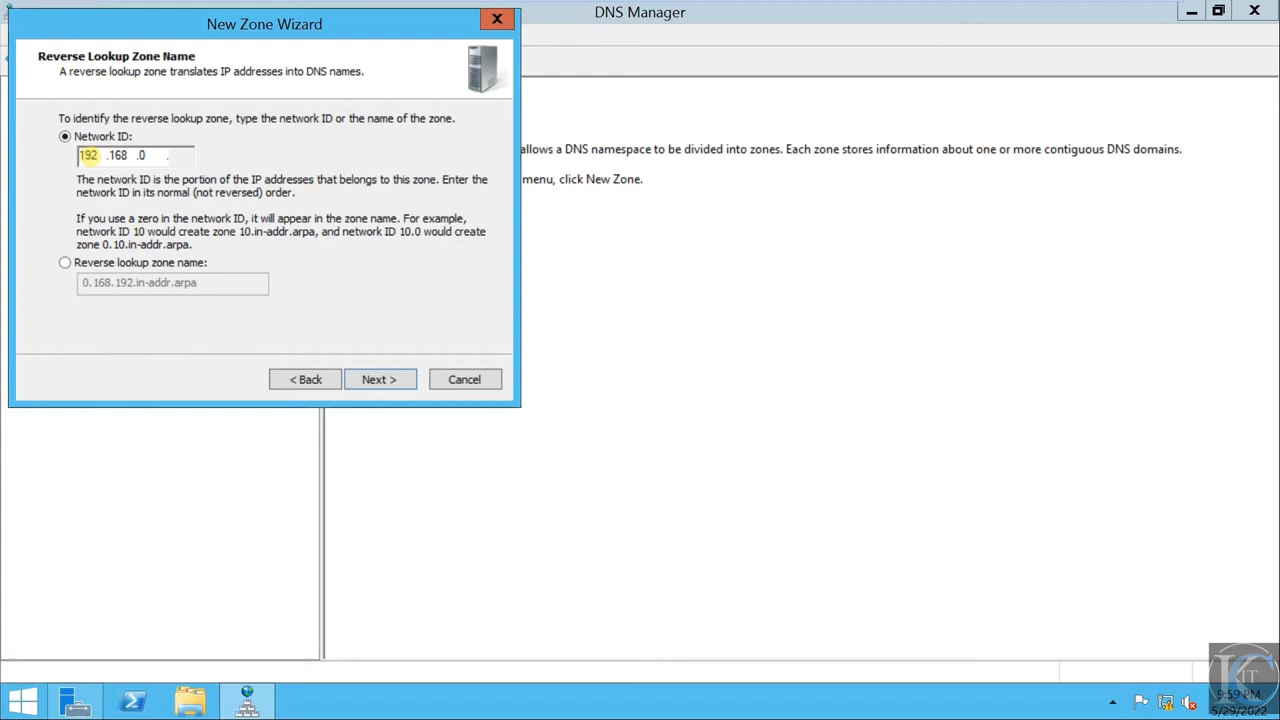 New Zone Wizard
X
DNS Manager
Reverse Lookup Zone Name
A reverse lookup zone translates IP addresses into DNS names.
To identify the reverse lookup zone, type the network ID or the name of the zone.
Network ID:
192 .168 .0 .
The network ID is the portion of the IP addresses that belongs to this zone. Enter the
network ID in its normal (not reversed) order.
If you use a zero in the network ID, it will appear in the zone name. For example,
network ID 10 would create zone 10.in-addr.arpa, and network ID 10.0 would create
zone 0.10.in-addr.arpa.
Reverse lookup zone name:
0.168.192.in-addr.arpa
< Back
Next >
Cancel
allows a DNS namespace to be divided into zones. Each zone stores information about one or more contiguous DNS domains.
menu, click New Zone.
IT
9:59 PM
5/29/2022